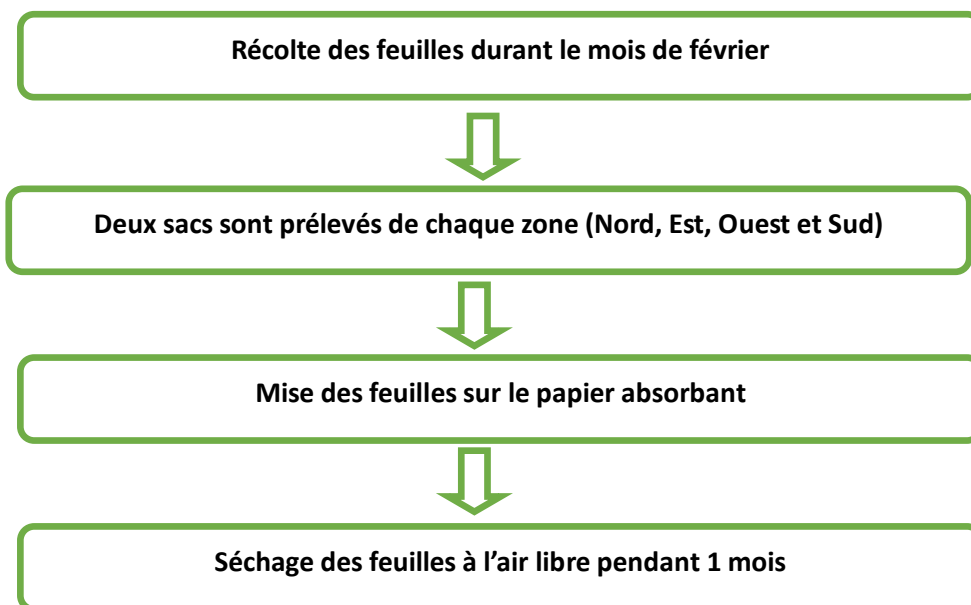 Récolte des feuilles durant le mois de février
Deux sacs sont prélevés de chaque zone (Nord, Est, Ouest et Sud)
Mise des feuilles sur le papier absorbant
Séchage des feuilles à l’air libre pendant 1 mois